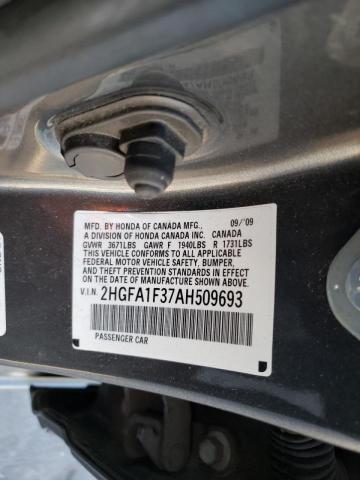 MFD. BY HONDA OF CANADA MFG., 09/'09
A DIVISION OF HONDA CANADA INC. CANADA
GVWR 3671LBS GAWR F 1940LBS R 1731LBS
THIS VEHICLE CONFORMS TO ALL APPLICABLE
FEDERAL MOTOR VEHICLE SAFETY, BUMPER,
AND THEFT PREVENTION STANDARDS IN EFFECT
ON THE DATE OF MANUFACTURE SHOWN ABOVE.
V.I.N. 2HGFA1F37AH509693
PASSENGER CAR